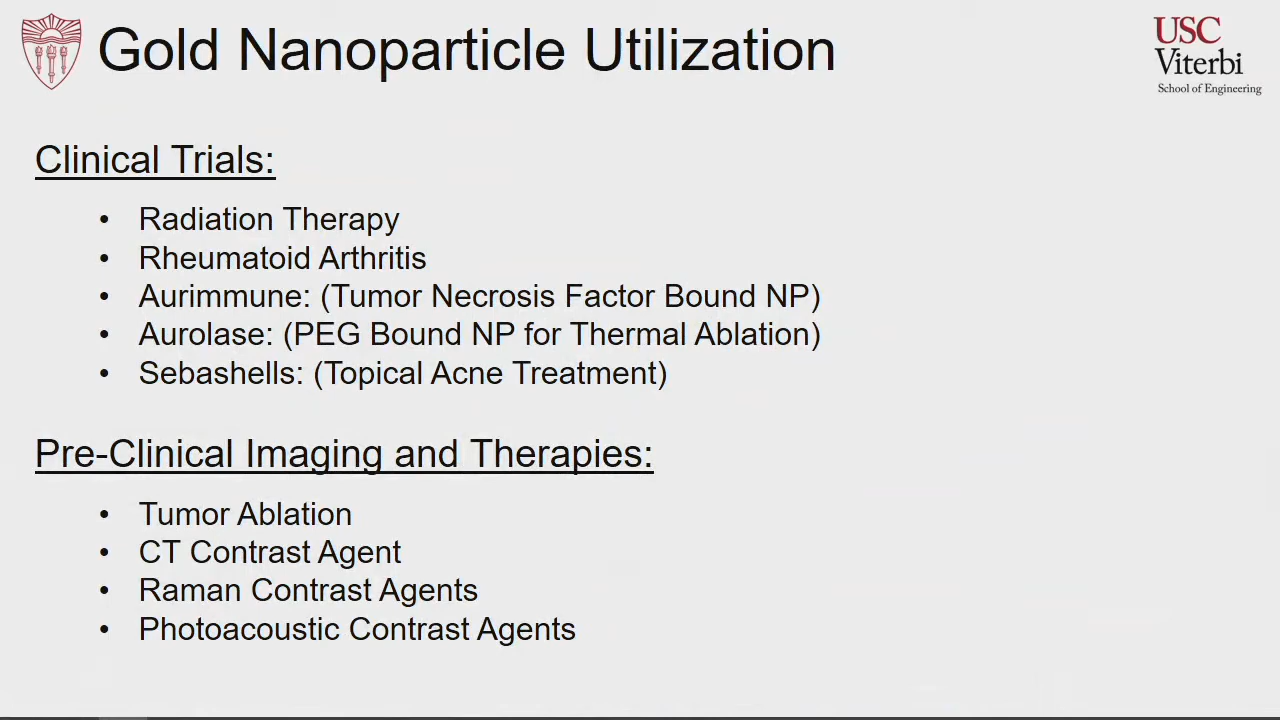 Gold Nanoparticle Utilization
USC
Viterbi
School of Engineering
Clinical Trials:
• Radiation Therapy
• Rheumatoid Arthritis
• Aurimmune: (Tumor Necrosis Factor Bound NP)
• Aurolase: (PEG Bound NP for Thermal Ablation)
• Sebashells: (Topical Acne Treatment)
Pre-Clinical Imaging and Therapies:
• Tumor Ablation
• CT Contrast Agent
• Raman Contrast Agents
• Photoacoustic Contrast Agents